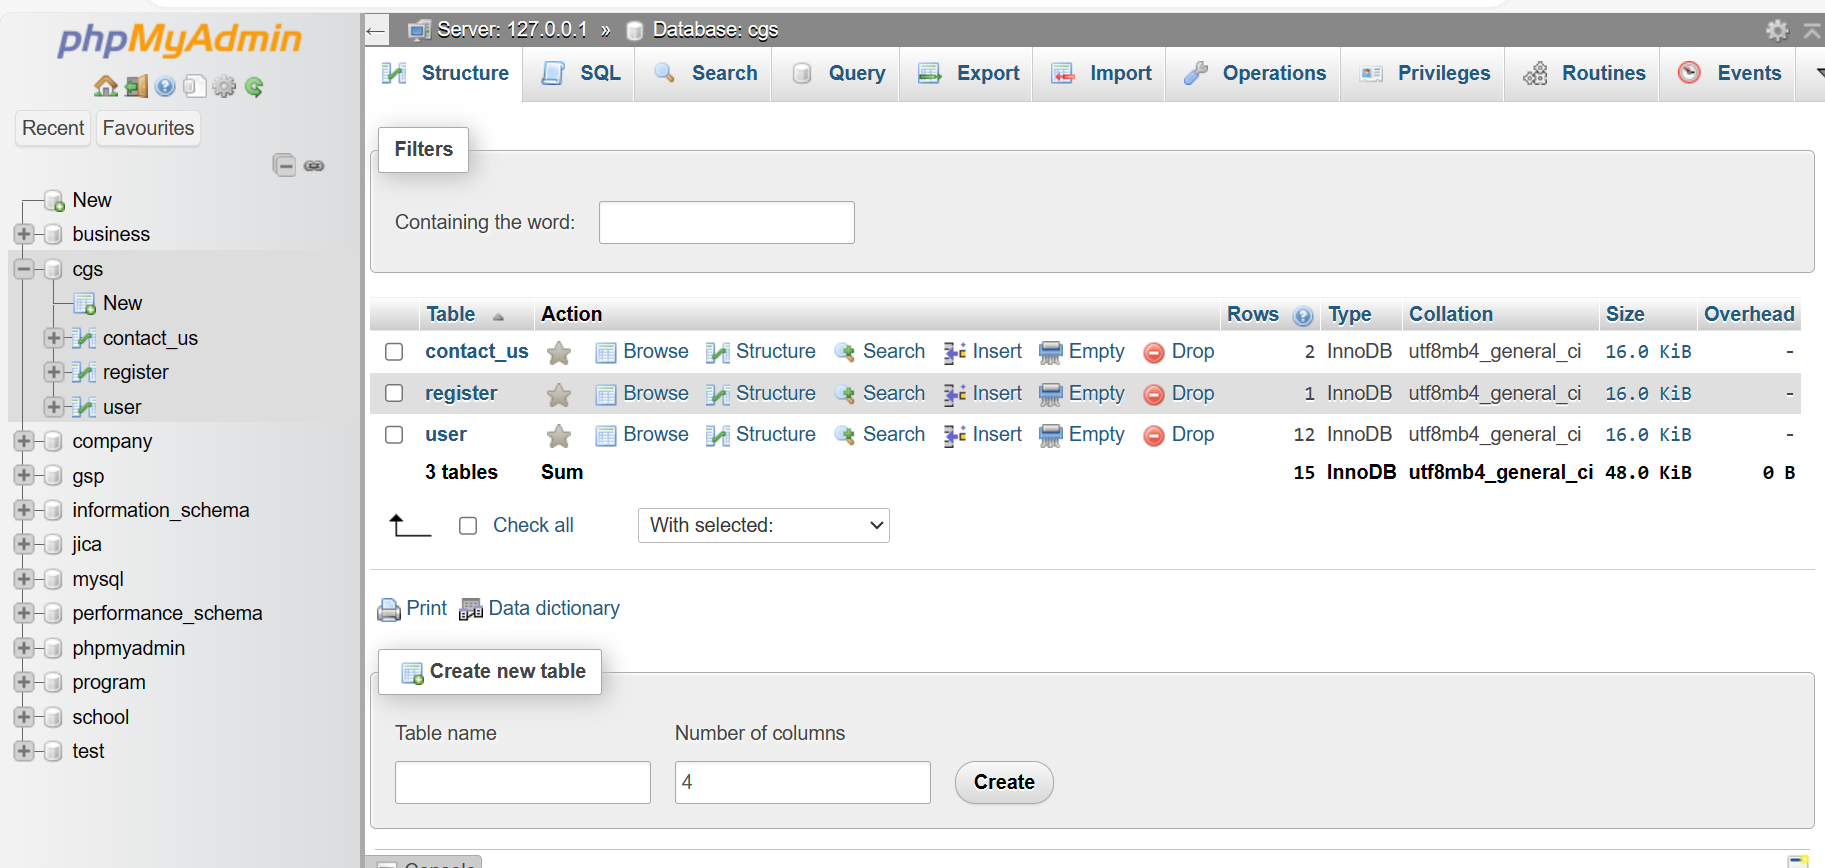 phpMyAdmin
Recent Favourites
New
business
cgs
New
contact_us
register
user
company
gsp
information_schema
jica
mysql
performance_schema
phpmyadmin
program
school
test
Server: 127.0.0.1 » Database: cgs
Structure SQL Search Query Export Import Operations Privileges Routines Events
Filters
Containing the word:
Table Action Rows Type Collation Size Overhead
contact_us Browse Structure Search Insert Empty Drop 2 InnoDB utf8mb4_general_ci 16.0 KiB -
register Browse Structure Search Insert Empty Drop 1 InnoDB utf8mb4_general_ci 16.0 KiB -
user Browse Structure Search Insert Empty Drop 12 InnoDB utf8mb4_general_ci 16.0 KiB -
3 tables Sum 15 InnoDB utf8mb4_general_ci 48.0 KiB 0 B
Check all With selected:
Print Data dictionary
Create new table
Table name Number of columns
4 Create
Console